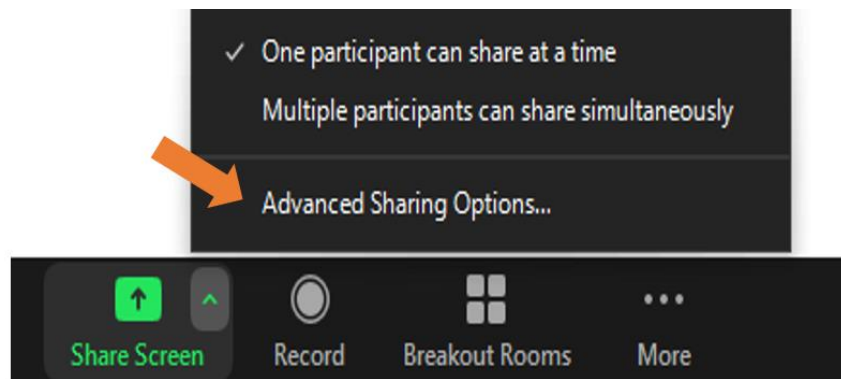 One participant can share at a time
Multiple participants can share simultaneously
Advanced Sharing Options...
Share Screen
Record
Breakout Rooms
More